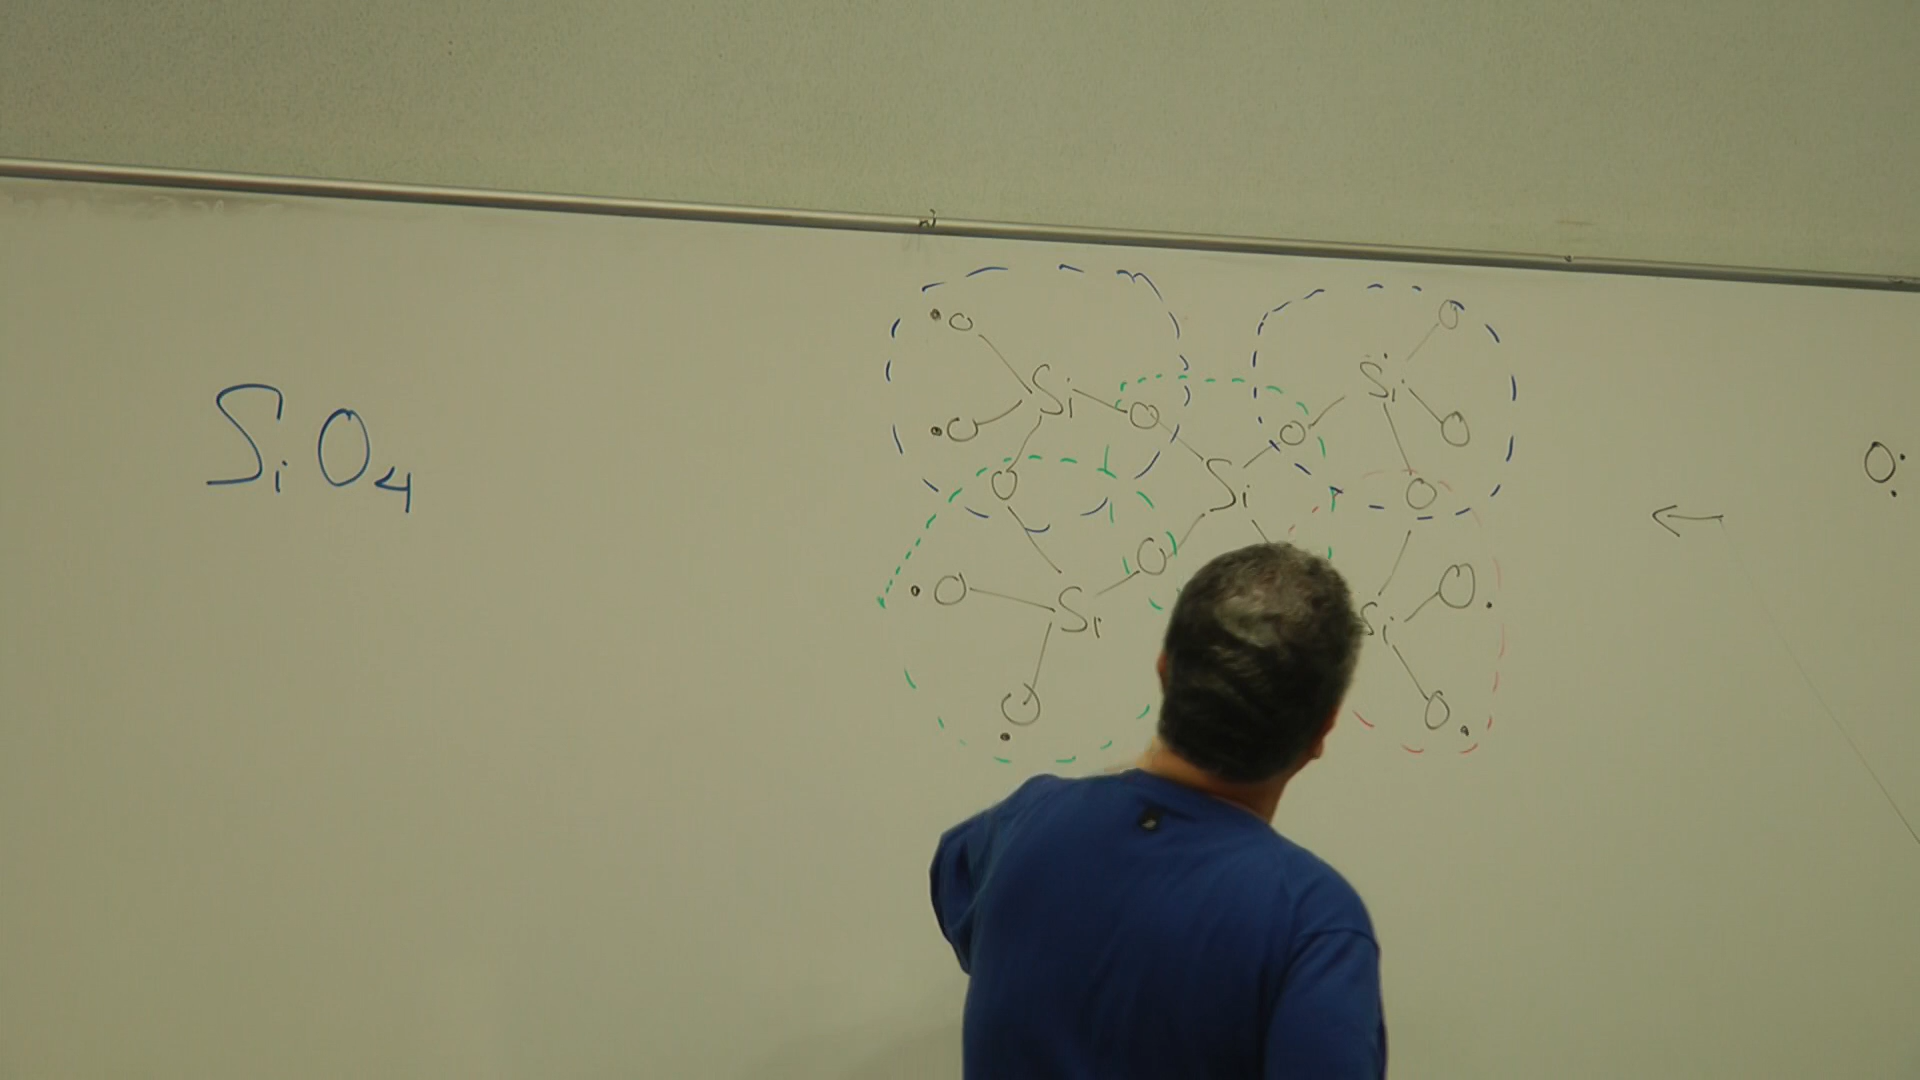 SiO4
O O
Si Si
O O O O
O Si O
O O O.
O Si Si
O O.
O: